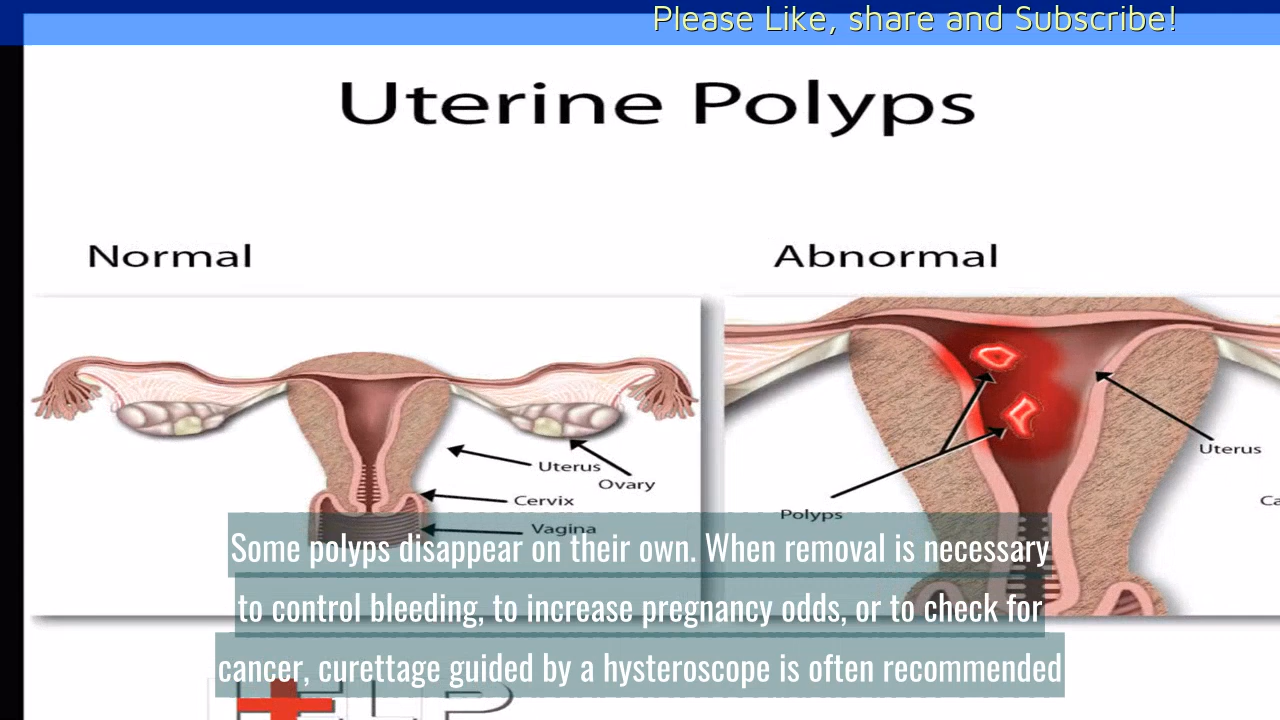 Please Like, share and Subscribe!
Uterine Polyps
Normal
Abnormal
Uterus
Ovary
Cervix
Vagina
Uterus
Polyps
Ca
Some polyps disappear on their own. When removal is necessary
to control bleeding, to increase pregnancy odds, or to check for
cancer, curettage guided by a hysteroscope is often recommended
HELP